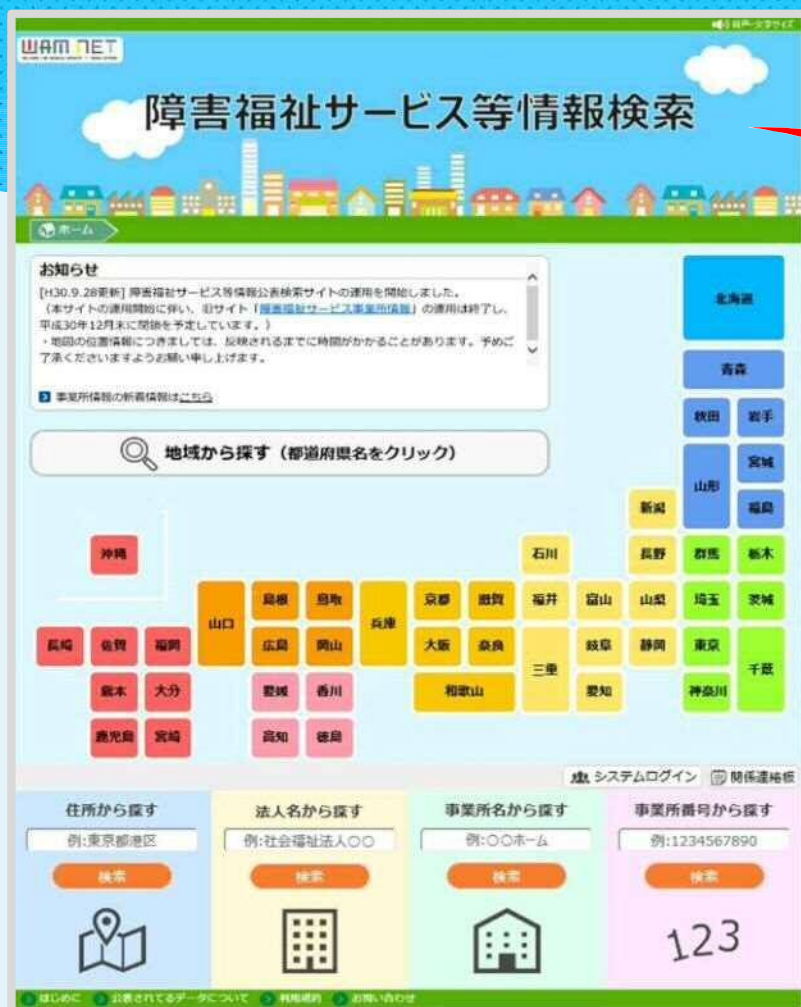 音声・文字サイズ
WAM NET
障害福祉サービス等情報検索
ホーム
お知らせ
[H30.9.28更新] 障害福祉サービス等情報公表検索サイトの運用を開始しました。
（本サイトの運用開始に伴い、旧サイト「障害福祉サービス事業所情報」の運用は終了し、
平成30年12月末に閉鎖を予定しています。）
・地図の位置情報につきましては、反映されるまでに時間がかかることがあります。予めご
了承くださいますようお願い申し上げます。
事業所情報の新着情報はこちら
地域から探す（都道府県名をクリック）
北海道
青森
秋田 岩手
山形 宮城
新潟 福島
沖縄 石川 長野 群馬 栃木
山口 島根 鳥取 兵庫 京都 滋賀 福井 富山 山梨 埼玉 茨城
長崎 佐賀 福岡 広島 岡山 大阪 奈良 三重 岐阜 静岡 東京 千葉
熊本 大分 愛媛 香川 和歌山 愛知 神奈川
鹿児島 宮崎 高知 徳島
システムログイン 関係連絡板
住所から探す 法人名から探す 事業所名から探す 事業所番号から探す
例:東京都港区 例:社会福祉法人○○ 例:○○ホーム 例:1234567890
検索 検索 検索 検索
123
はじめに 公表されてるデータについて 利用規約 お問い合わせ